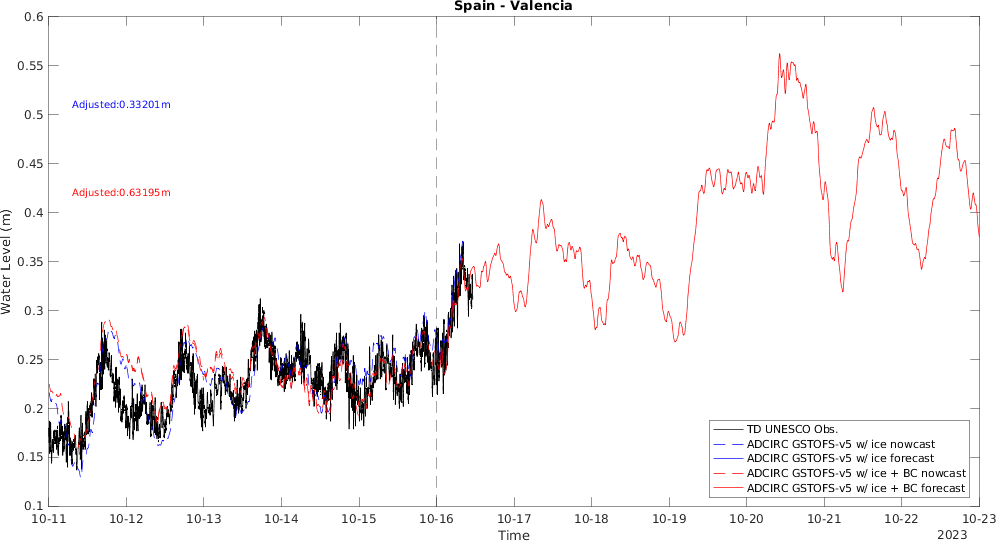 Spain - Valencia
0.6
0.55
0.5
0.45
0.4
0.35
0.3
0.25
0.2
0.15
0.1
Water Level (m)
Adjusted:0.33201m
Adjusted:0.63195m
TD UNESCO Obs.
ADCIRC GSTOFS-v5 w/ ice nowcast
ADCIRC GSTOFS-v5 w/ ice forecast
ADCIRC GSTOFS-v5 w/ ice + BC nowcast
ADCIRC GSTOFS-v5 w/ ice + BC forecast
10-11 10-12 10-13 10-14 10-15 10-16 10-17 10-18 10-19 10-20 10-21 10-22 10-23
Time
2023